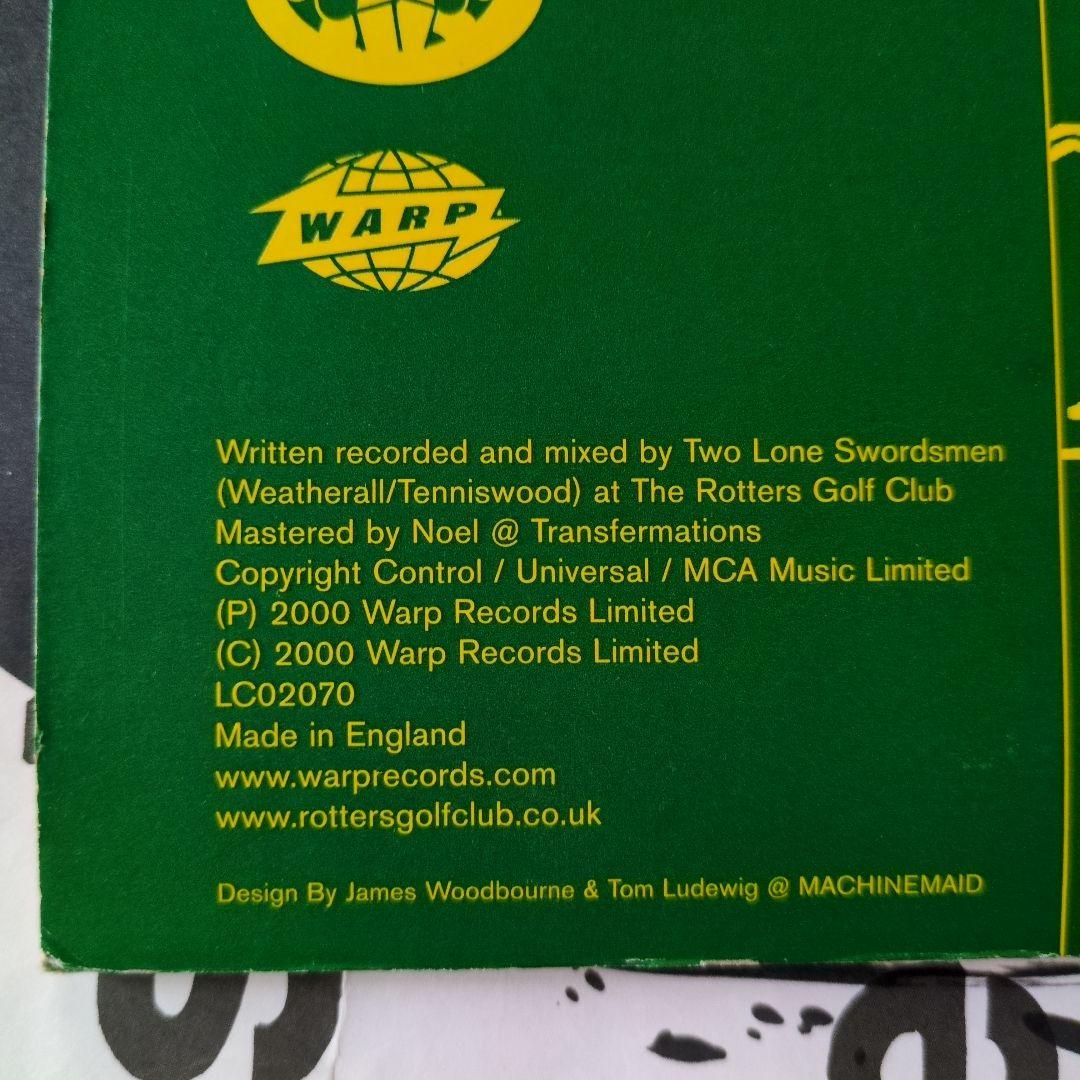 WARP
Written recorded and mixed by Two Lone Swordsmen
(Weatherall/Tenniswood) at The Rotters Golf Club
Mastered by Noel @ Transfermations
Copyright Control / Universal / MCA Music Limited
(P) 2000 Warp Records Limited
(C) 2000 Warp Records Limited
LC02070
Made in England
www.warprecords.com
www.rottersgolfclub.co.uk
Design By James Woodbourne & Tom Ludewig @ MACHINEMAID